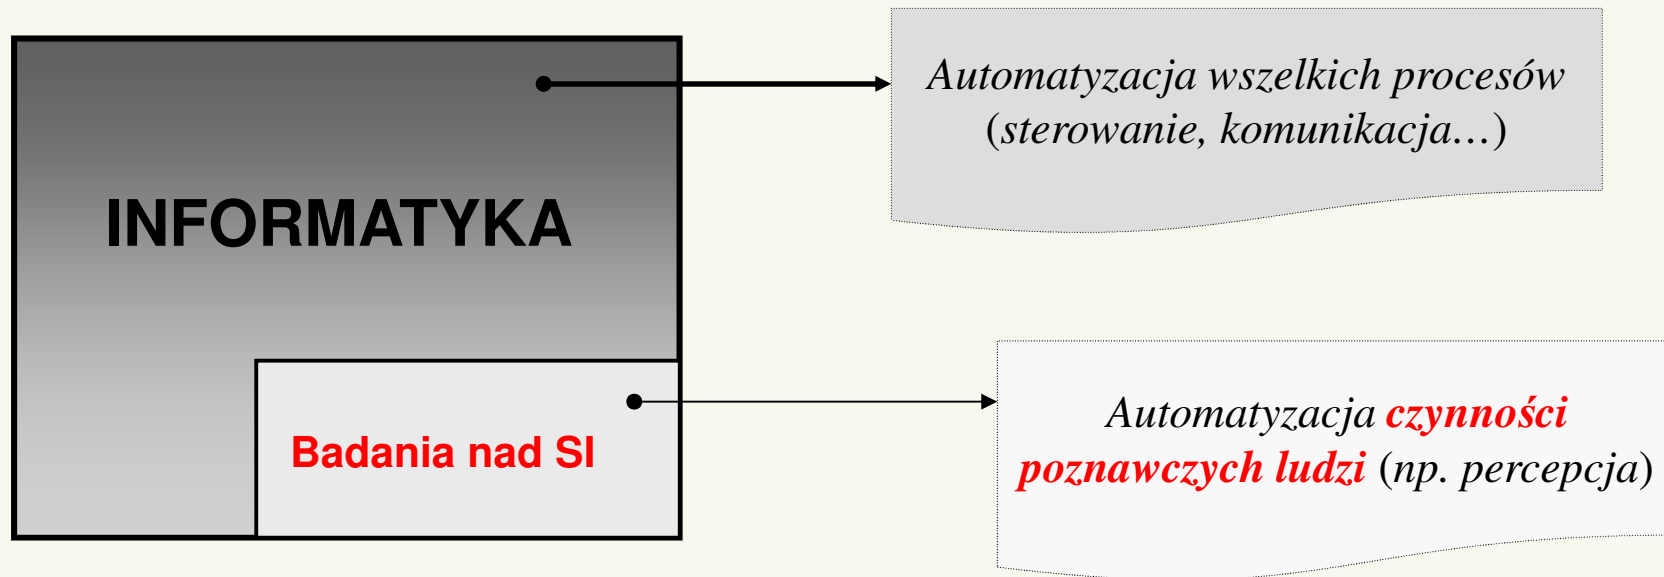 Automatyzacja wszelkich procesów
(sterowanie, komunikacja…)
INFORMATYKA
Badania nad SI
Automatyzacja czynności
poznawczych ludzi (np. percepcja)